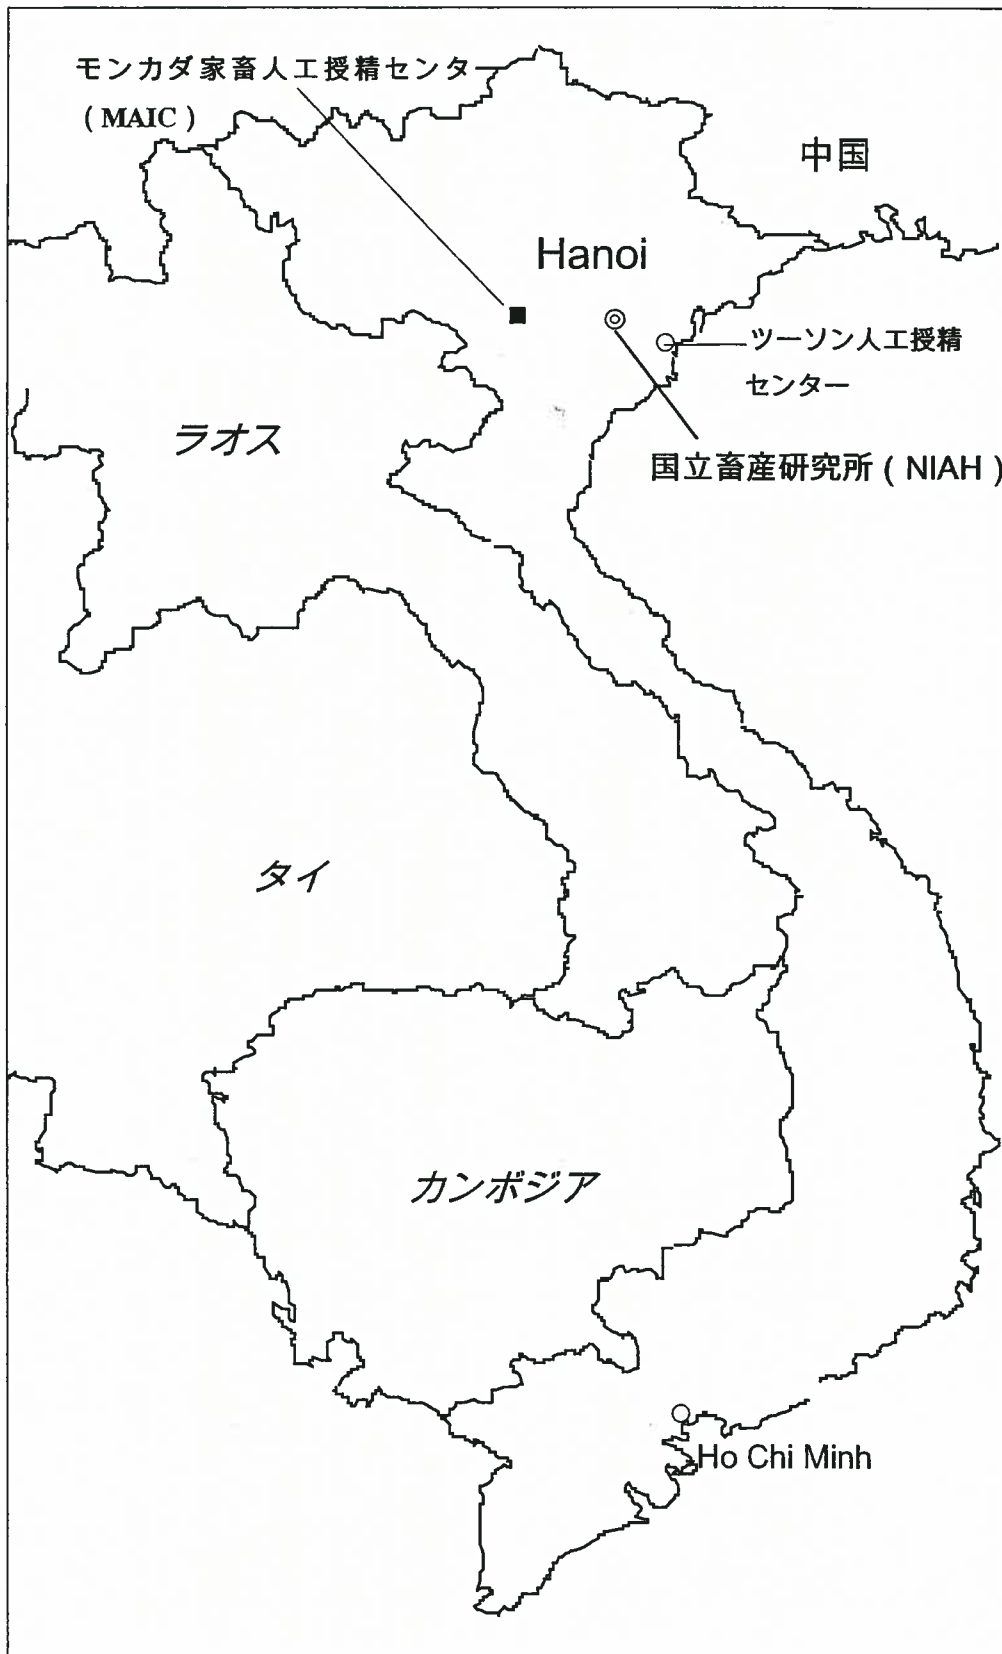 モンカダ家畜人工授精センター
（MAIC）
中国
Hanoi
ツーソン人工授精
センター
ラオス
国立畜産研究所（NIAH）
タイ
カンボジア
Ho Chi Minh